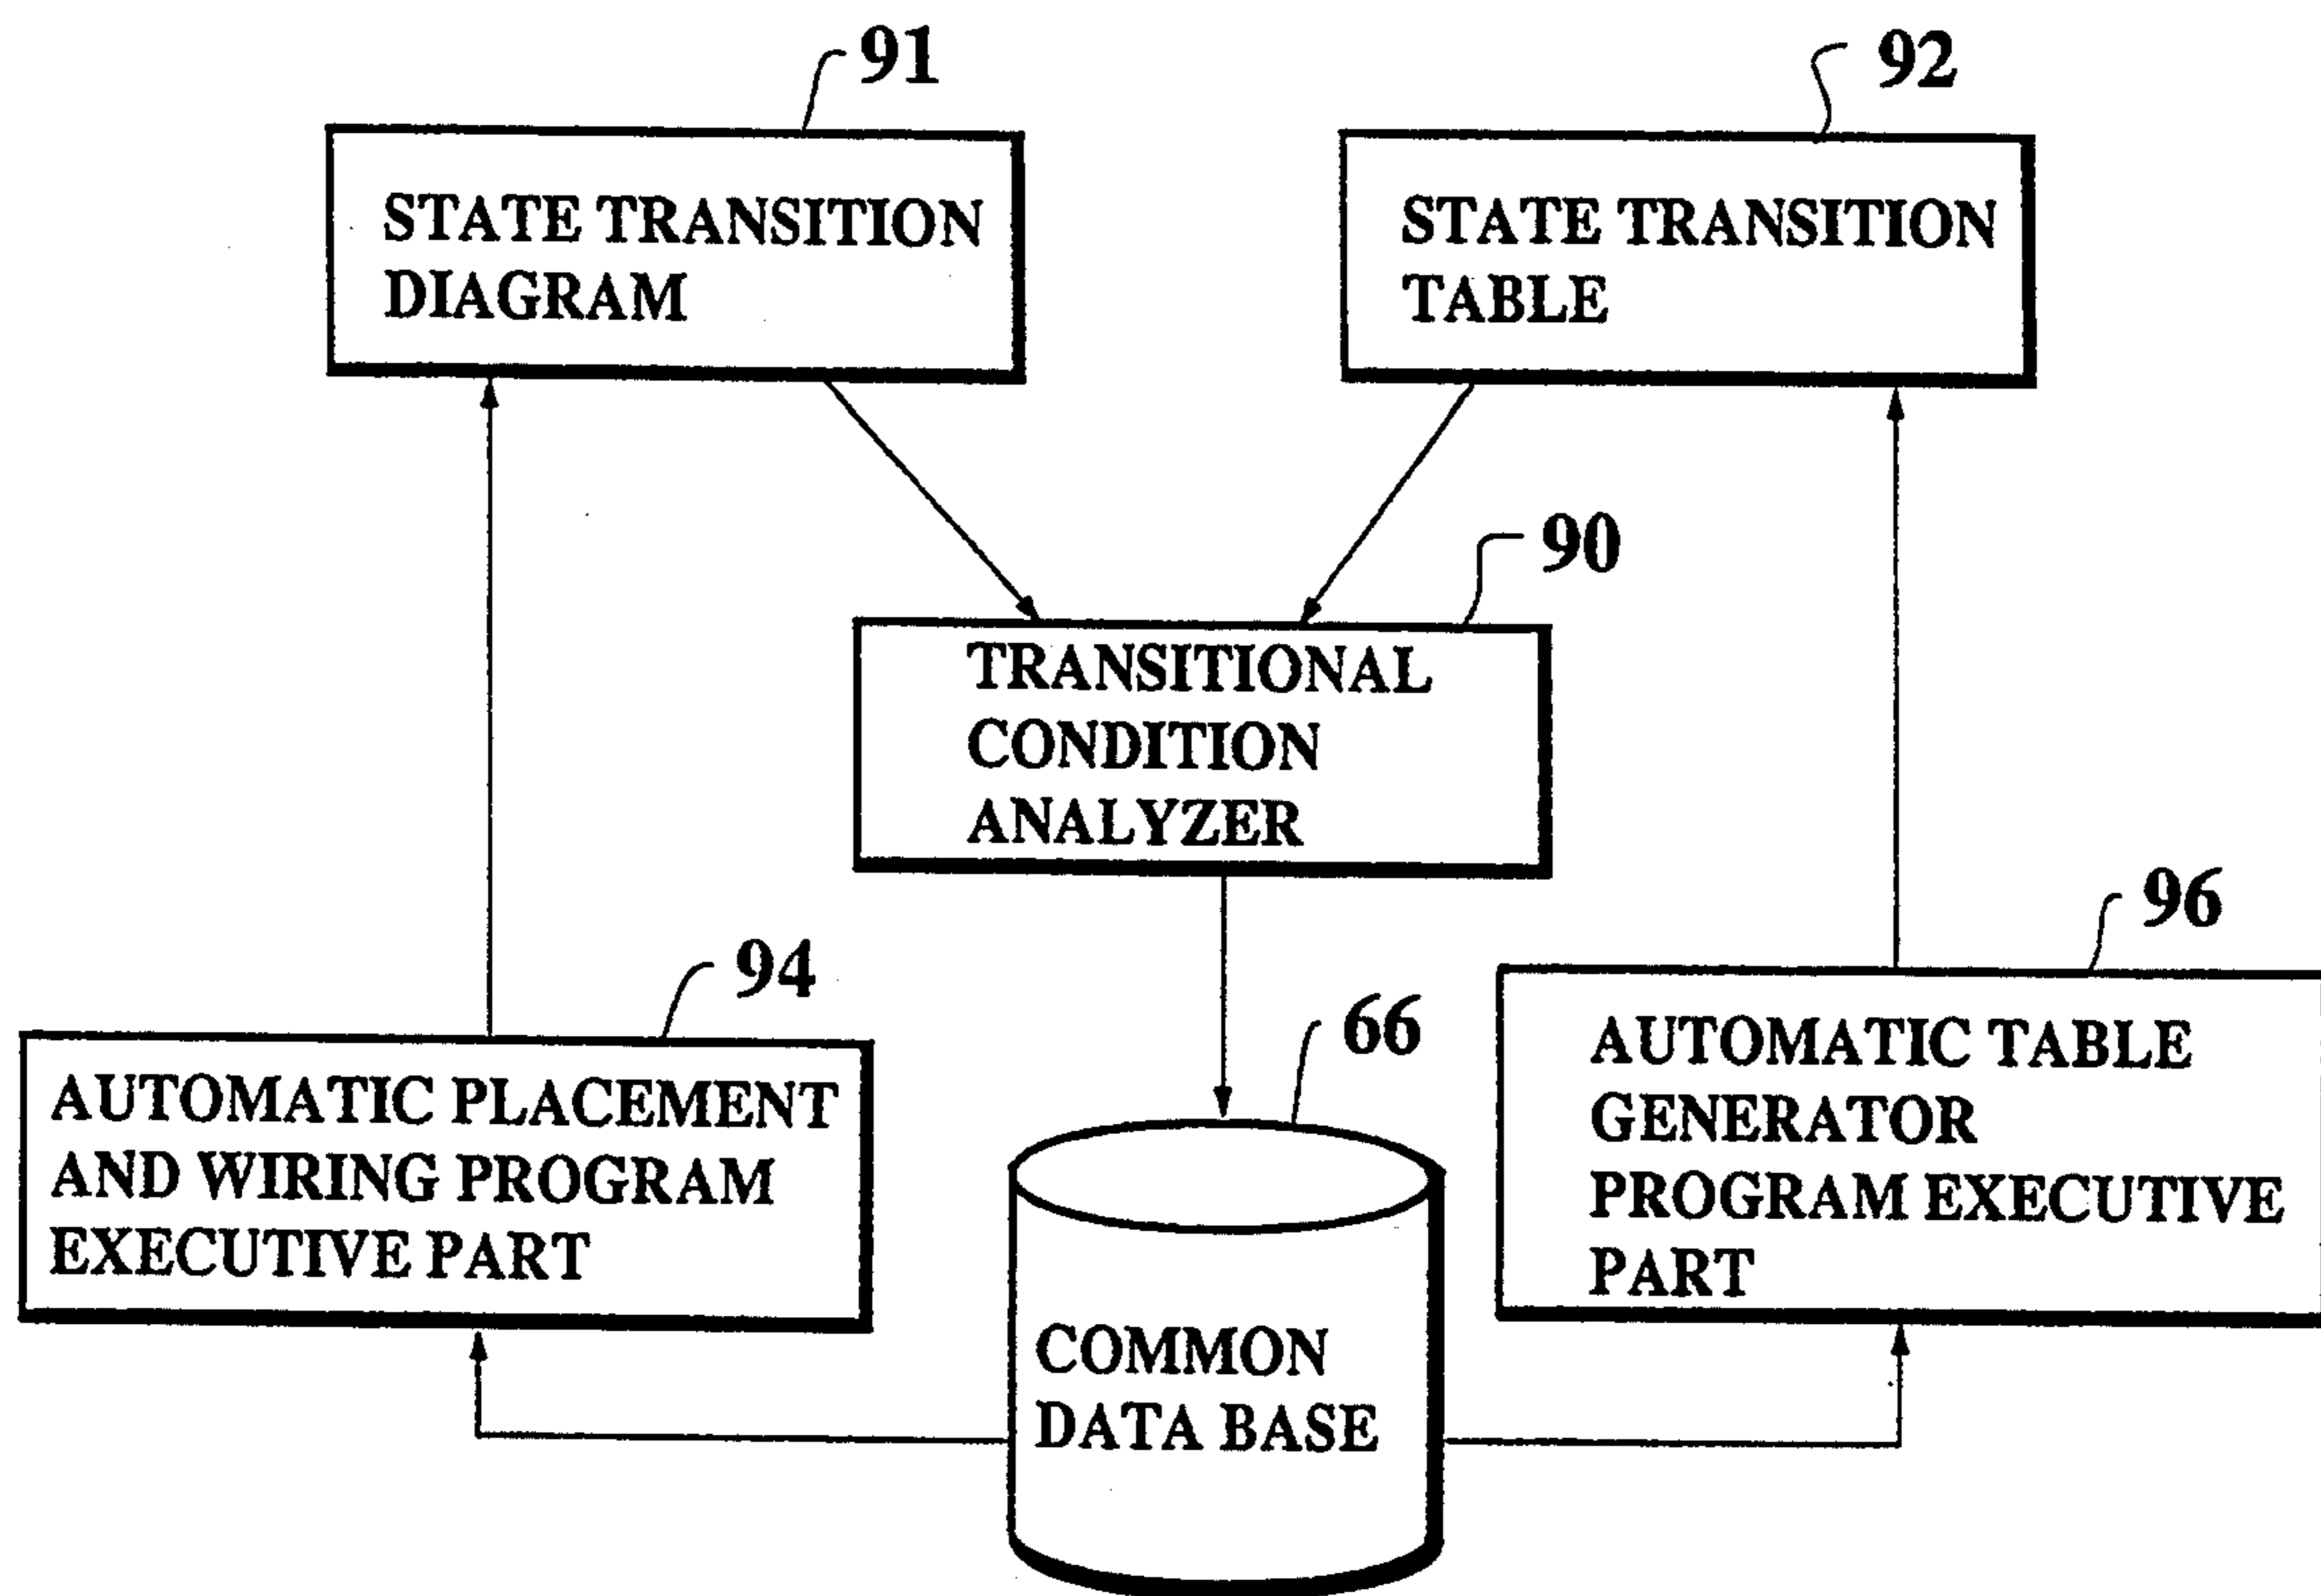 91
92
STATE TRANSITION
DIAGRAM
STATE TRANSITION
TABLE
90
TRANSITIONAL
CONDITION
ANALYZER
94
96
66
AUTOMATIC PLACEMENT
AND WIRING PROGRAM
EXECUTIVE PART
AUTOMATIC TABLE
GENERATOR
PROGRAM EXECUTIVE
PART
COMMON
DATA BASE